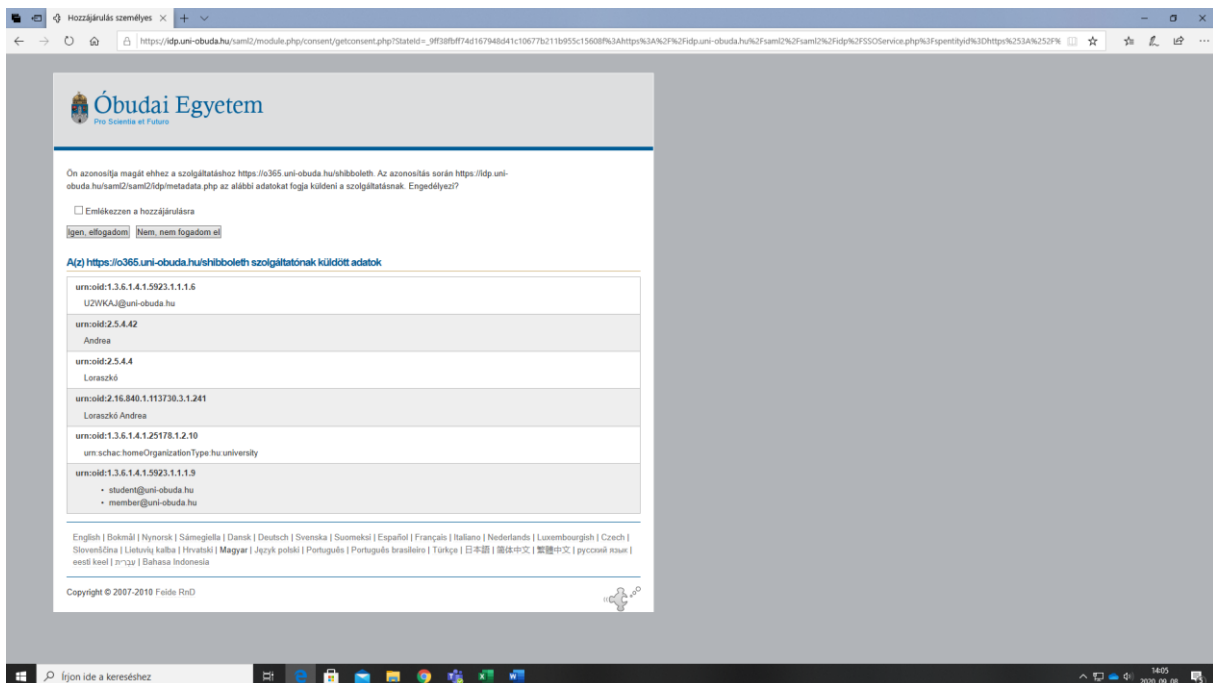 Hozzájárulás személyes
https://idp.uni-obuda.hu/saml2/module.php/consent/getconsent.php?StateId=_9ff38fbff74d167948d41c10677b211b955c15608f%3Ahttps%3A%2F%2Fidp.uni-obuda.hu%2Fsaml2%2Fsaml2%2Fidp%2FSSOService.php%3Fspentityid%3Dhttps%253A%252F%
Óbudai Egyetem
Pro Scientia et Futuro
Ön azonosítja magát ehhez a szolgáltatáshoz https://o365.uni-obuda.hu/shibboleth. Az azonosítás során https://idp.uni-
obuda.hu/saml2/saml2/idp/metadata.php az alábbi adatokat fogja küldeni a szolgáltatásnak. Engedélyezi?
Emlékezzen a hozzájárulásra
Igen, elfogadom Nem, nem fogadom el
A(z) https://o365.uni-obuda.hu/shibboleth szolgáltatónak küldött adatok
urn:oid:1.3.6.1.4.1.5923.1.1.1.6
U2WKAJ@uni-obuda.hu
urn:oid:2.5.4.42
Andrea
urn:oid:2.5.4.4
Loraszkó
urn:oid:2.16.840.1.113730.3.1.241
Loraszkó Andrea
urn:oid:1.3.6.1.4.1.25178.1.2.10
urn:schac:homeOrganizationType:hu:university
urn:oid:1.3.6.1.4.1.5923.1.1.1.9
• student@uni-obuda.hu
• member@uni-obuda.hu
English | Bokmål | Nynorsk | Sámegiella | Dansk | Deutsch | Svenska | Suomeksi | Español | Français | Italiano | Nederlands | Luxembourgish | Czech |
Slovenščina | Lietuvių kalba | Hrvatski | Magyar | Język polski | Português | Português brasileiro | Türkçe | 日本語 | 简体中文 | 繁體中文 | русский язык |
eesti keel | עברית | Bahasa Indonesia
Copyright © 2007-2010 Feide RnD
Írjon ide a kereséshez
14:05
2020. 09. 08.